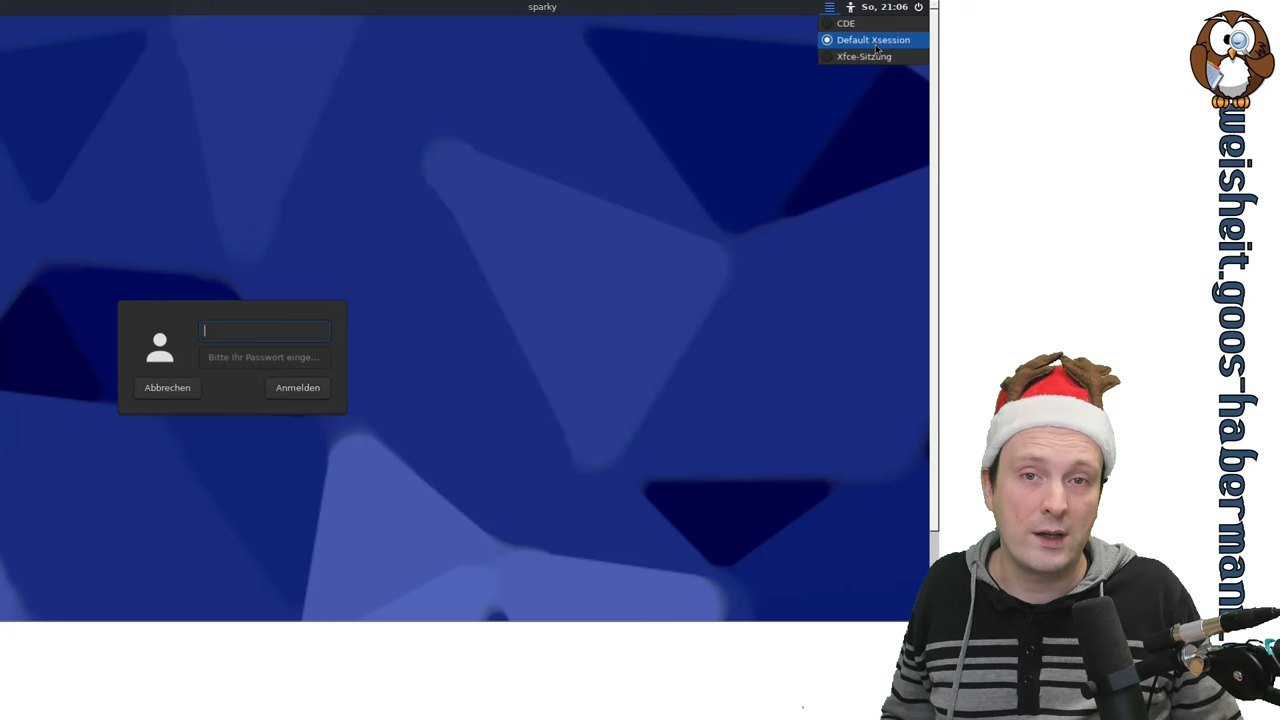 sparky
So, 21:06
CDE
Default Xsession
Xfce-Sitzung
Bitte Ihr Passwort einge...
Abbrechen
Anmelden
weisheit.goos-habermann.